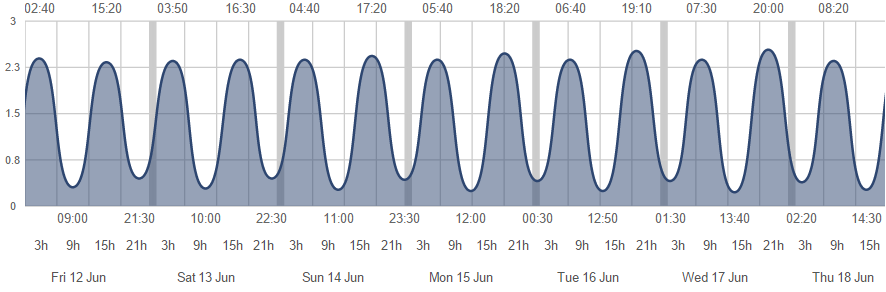 02:40 15:20 03:50 16:30 04:40 17:20 05:40 18:20 06:40 19:10 07:30 20:00 08:20
3
2.3
1.5
0.8
0
09:00 21:30 10:00 22:30 11:00 23:30 12:00 00:30 12:50 01:30 13:40 02:20 14:30
3h 9h 15h 21h 3h 9h 15h 21h 3h 9h 15h 21h 3h 9h 15h 21h 3h 9h 15h 21h 3h 9h 15h 21h 3h 9h 15h
Fri 12 Jun Sat 13 Jun Sun 14 Jun Mon 15 Jun Tue 16 Jun Wed 17 Jun Thu 18 Jun